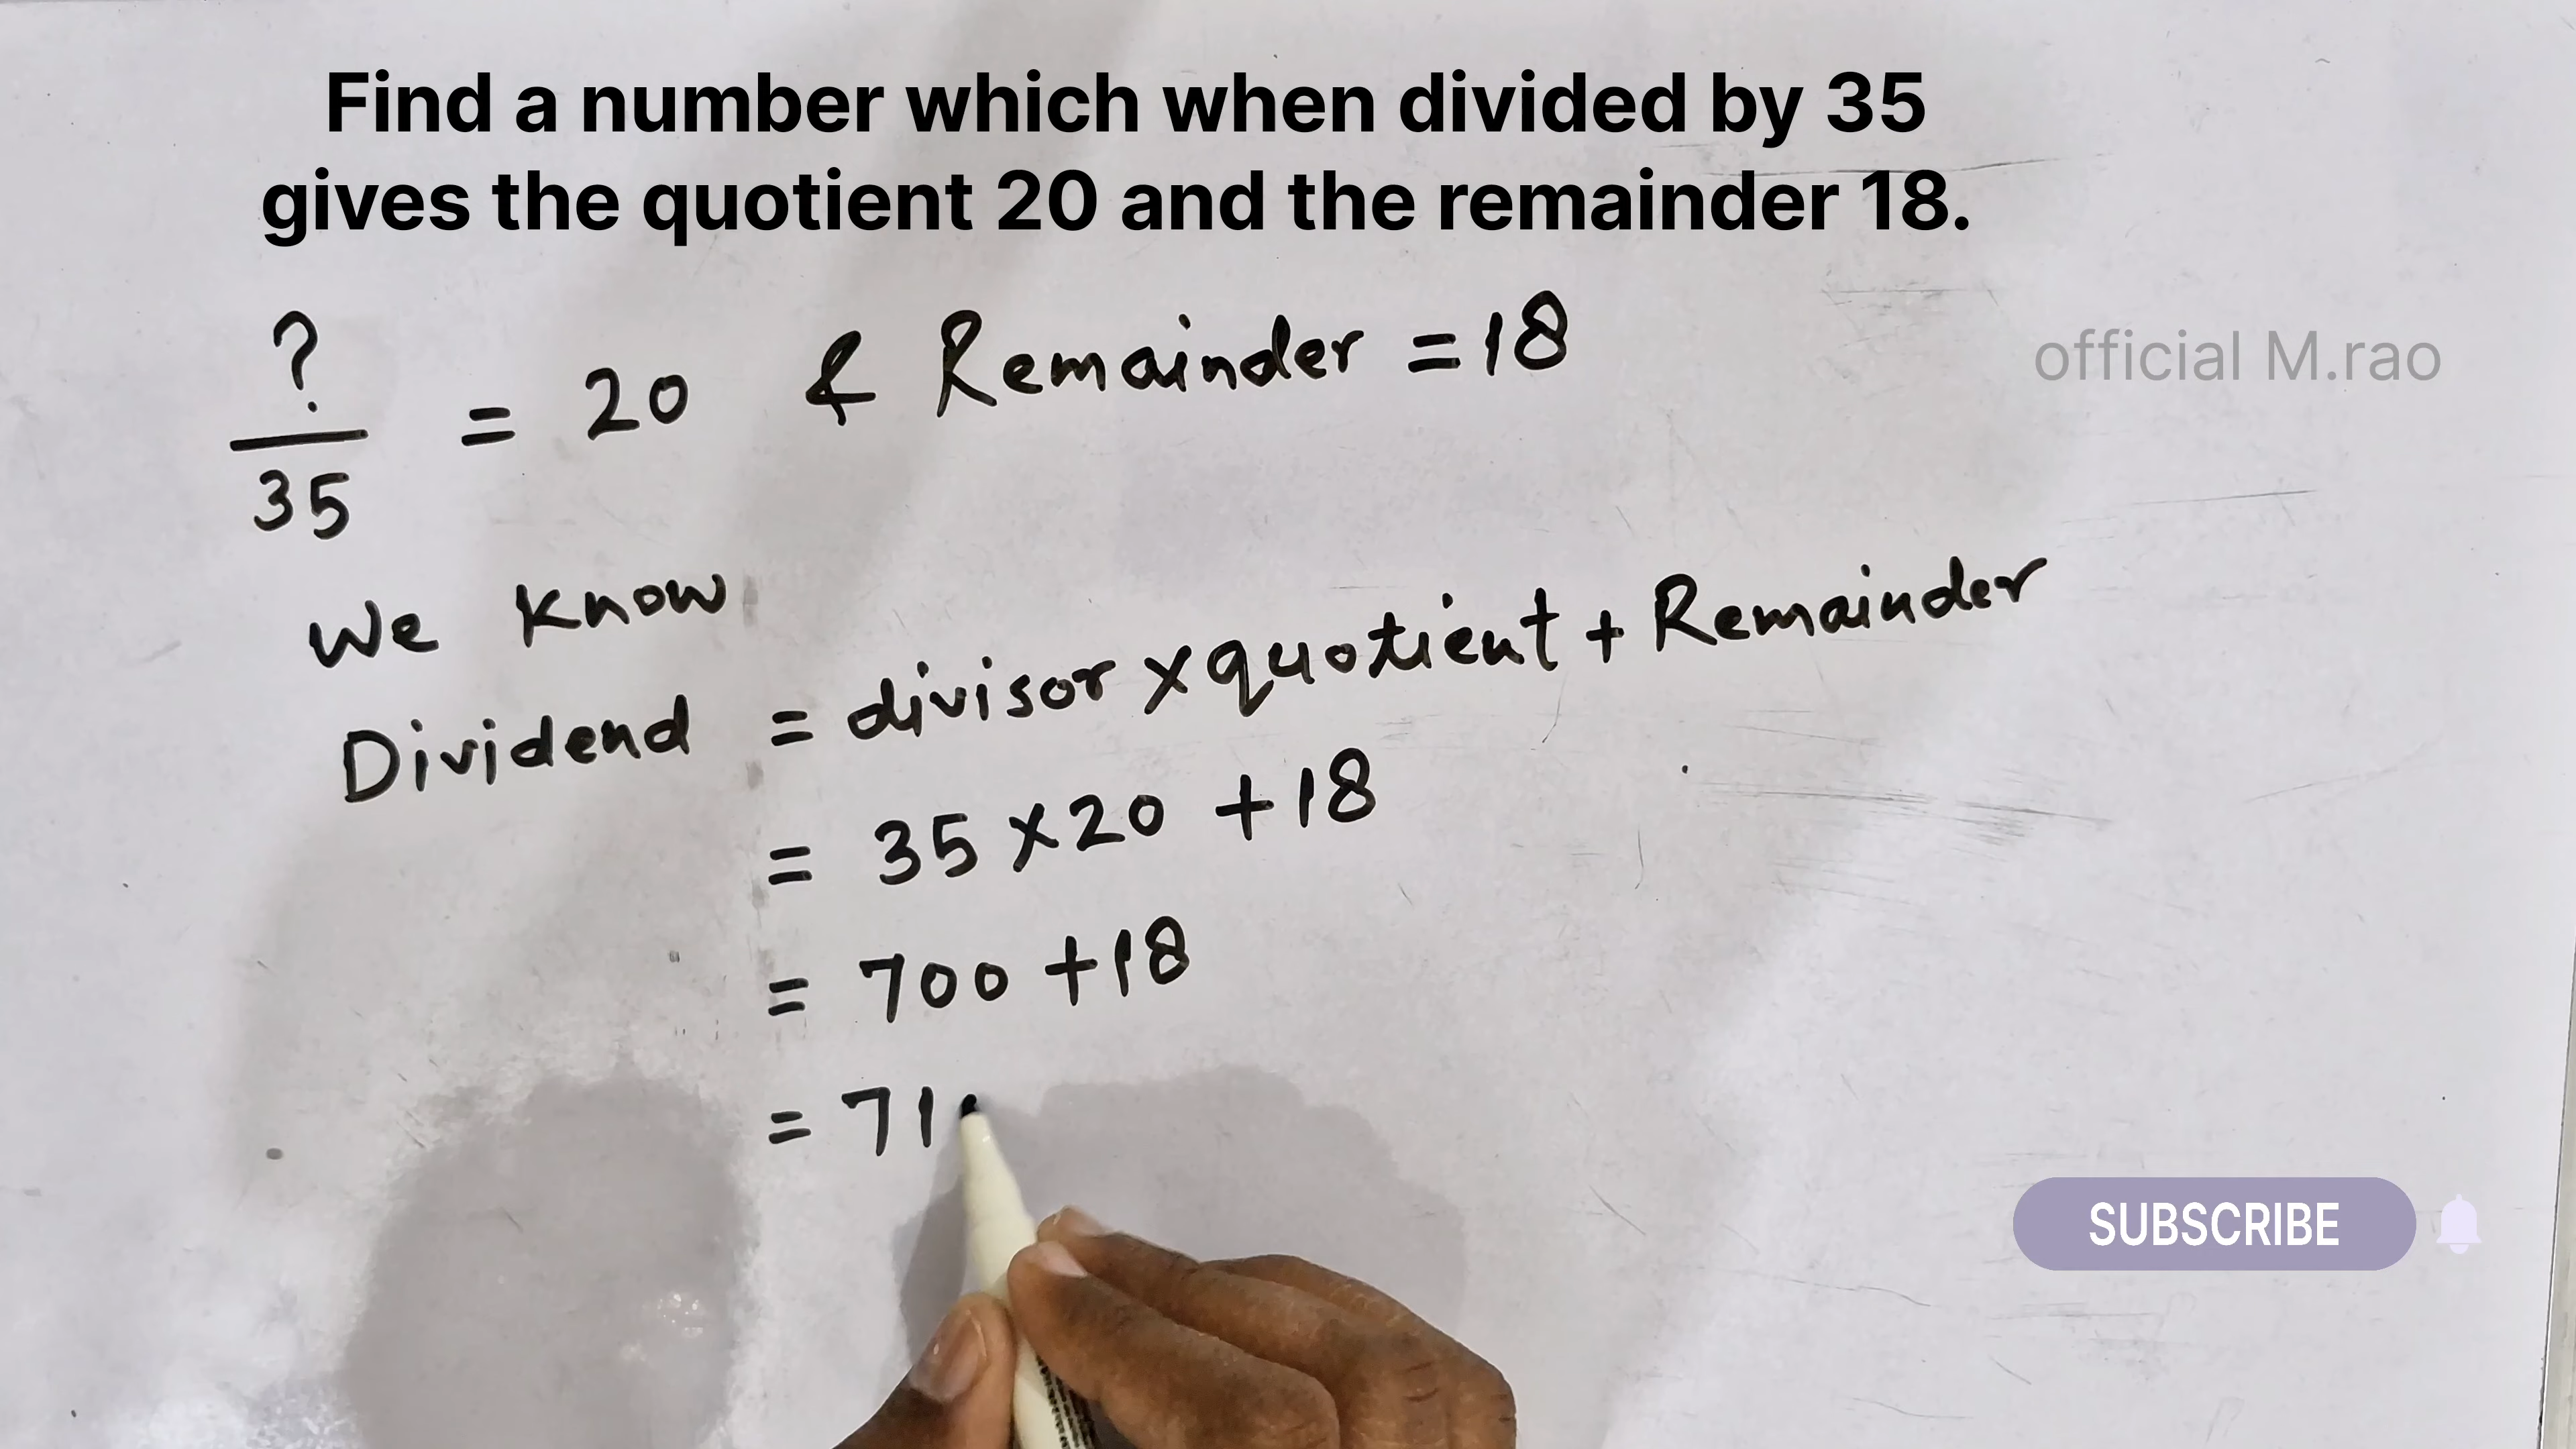 Find a number which when divided by 35
gives the quotient 20 and the remainder 18.
?/35 = 20 & Remainder = 18
official M.rao
We know
Dividend = divisor × quotient + Remainder
= 35 × 20 + 18
= 700 + 18
= 71
SUBSCRIBE